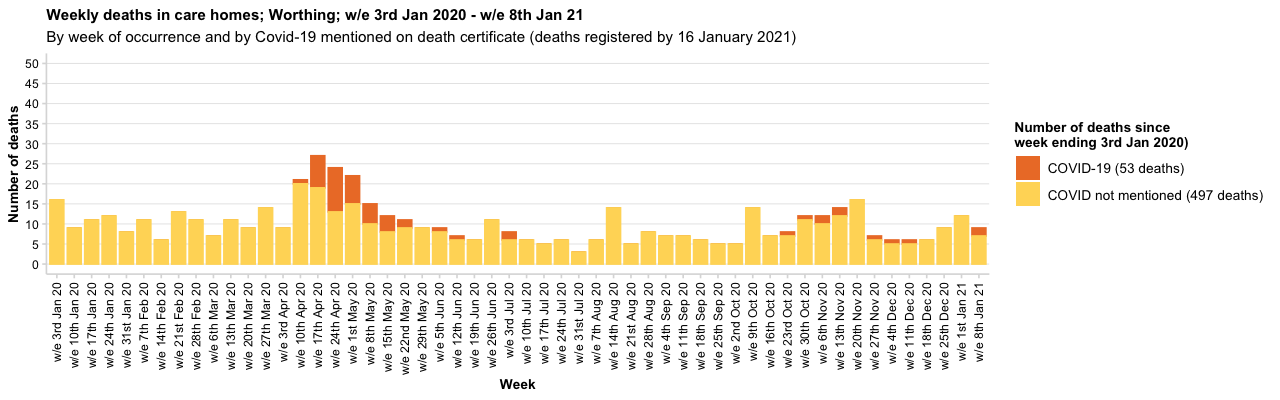 Weekly deaths in care homes; Worthing; w/e 3rd Jan 2020 - w/e 8th Jan 21
By week of occurrence and by Covid-19 mentioned on death certificate (deaths registered by 16 January 2021)
Number of deaths
50
45
40
35
30
25
20
15
10
5
0
w/e 3rd Jan 20
w/e 10th Jan 20
w/e 17th Jan 20
w/e 24th Jan 20
w/e 31st Jan 20
w/e 7th Feb 20
w/e 14th Feb 20
w/e 21st Feb 20
w/e 28th Feb 20
w/e 6th Mar 20
w/e 13th Mar 20
w/e 20th Mar 20
w/e 27th Mar 20
w/e 3rd Apr 20
w/e 10th Apr 20
w/e 17th Apr 20
w/e 24th Apr 20
w/e 1st May 20
w/e 8th May 20
w/e 15th May 20
w/e 22nd May 20
w/e 29th May 20
w/e 5th Jun 20
w/e 12th Jun 20
w/e 19th Jun 20
w/e 26th Jun 20
w/e 3rd Jul 20
w/e 10th Jul 20
w/e 17th Jul 20
w/e 24th Jul 20
w/e 31st Jul 20
w/e 7th Aug 20
w/e 14th Aug 20
w/e 21st Aug 20
w/e 28th Aug 20
w/e 4th Sep 20
w/e 11th Sep 20
w/e 18th Sep 20
w/e 25th Sep 20
w/e 2nd Oct 20
w/e 9th Oct 20
w/e 16th Oct 20
w/e 23rd Oct 20
w/e 30th Oct 20
w/e 6th Nov 20
w/e 13th Nov 20
w/e 20th Nov 20
w/e 27th Nov 20
w/e 4th Dec 20
w/e 11th Dec 20
w/e 18th Dec 20
w/e 25th Dec 20
w/e 1st Jan 21
w/e 8th Jan 21
Week
Number of deaths since
week ending 3rd Jan 2020)
COVID-19 (53 deaths)
COVID not mentioned (497 deaths)